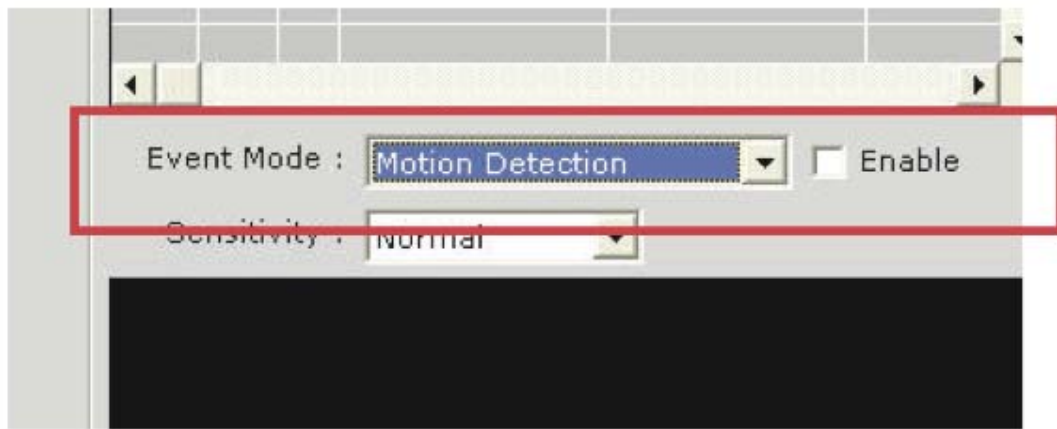 Event Mode : Motion Detection Enable
Sensitivity : Normal